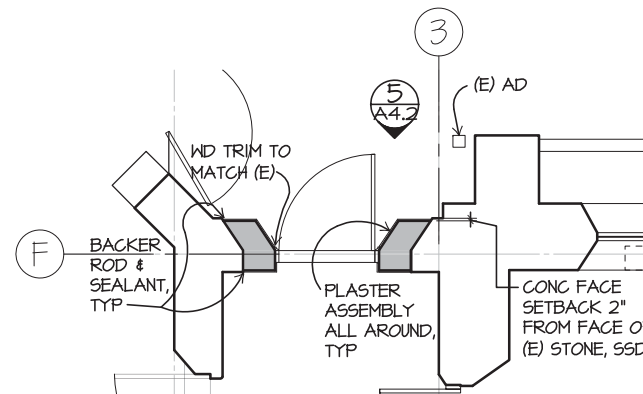 3
5
A4.2
(E) AD
WD TRIM TO
MATCH (E)
F
BACKER
ROD &
SEALANT,
TYP
PLASTER
ASSEMBLY
ALL AROUND,
TYP
CONC FACE
SETBACK 2"
FROM FACE O
(E) STONE, SSD